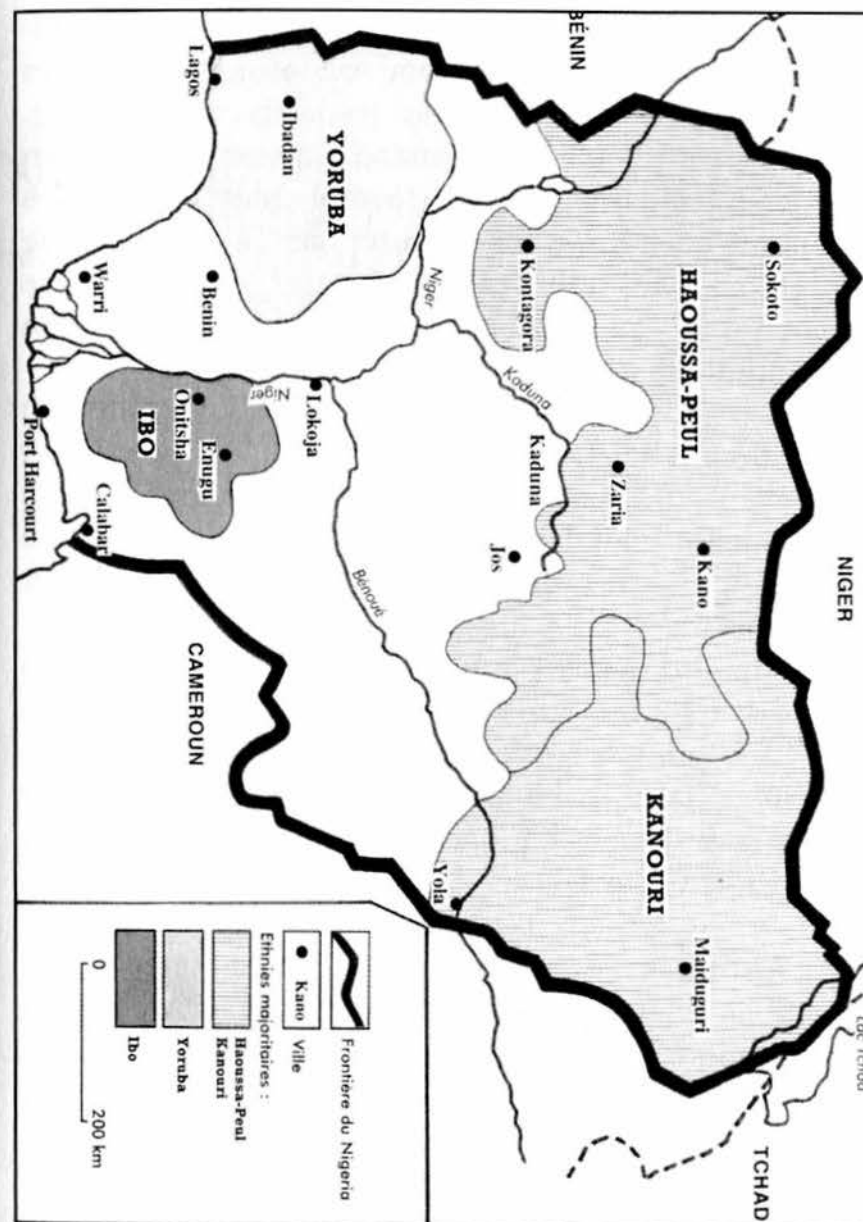 BÉNIN
NIGER
Lac Tchad
TCHAD
Sokoto
HAOUSSA-PEUL
Kano
Zaria
KANOURI
Maiduguri
Kontagora
Kaduna
Kaduna
Jos
Niger
Yola
YORUBA
Ibadan
Lagos
Lokoja
Niger
Bénoué
Benin
Enugu
Onitsha
IBO
Warri
Port Harcourt
Calabar
CAMEROUN
Frontière du Nigeria
Kano
Ville
Ethnies majoritaires :
Haoussa-Peul
Kanouri
Yoruba
Ibo
0
200 km